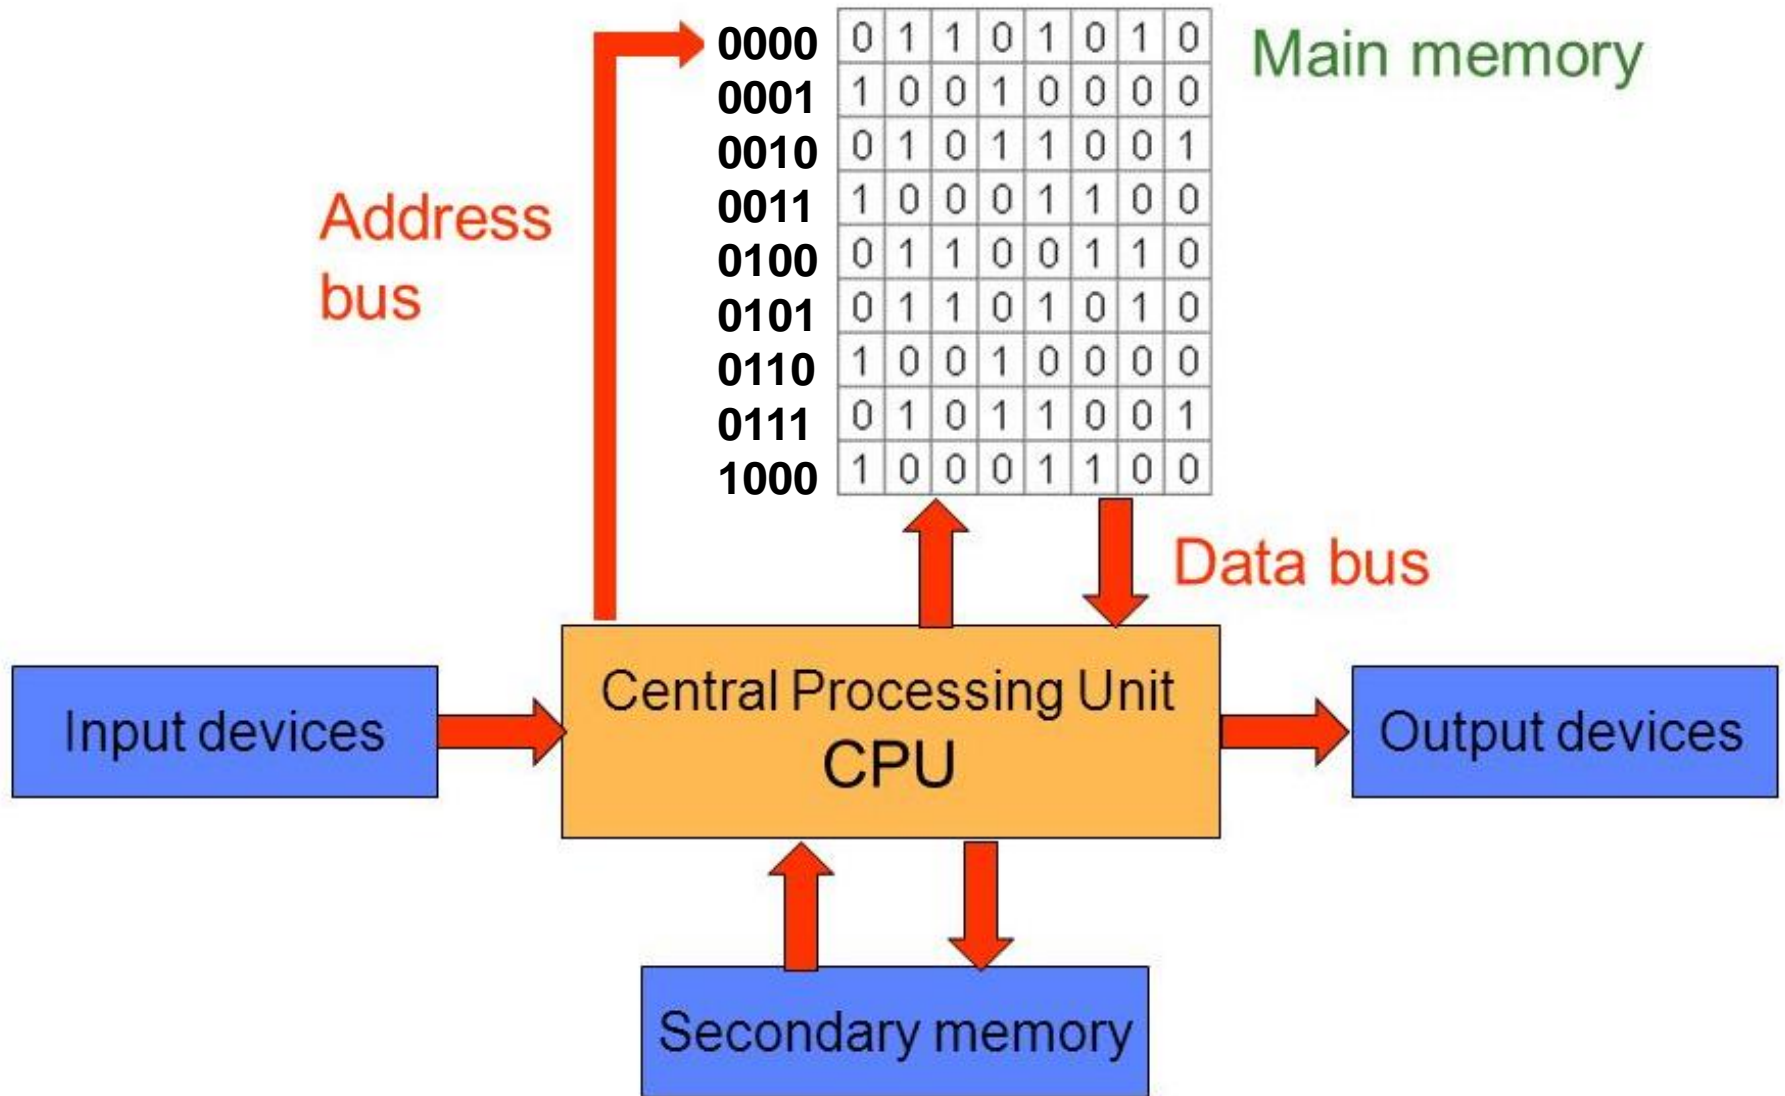 0000 0 1 1 0 1 0 1 0
Main memory
0001 1 0 0 1 0 0 0 0
0010 0 1 0 1 1 0 0 1
0011 1 0 0 0 1 1 0 0
Address
bus
0100 0 1 1 0 0 1 1 0
0101 0 1 1 0 1 0 1 0
0110 1 0 0 1 0 0 0 0
0111 0 1 0 1 1 0 0 1
1000 1 0 0 0 1 1 0 0
Data bus
Input devices
Central Processing Unit
CPU
Output devices
Secondary memory